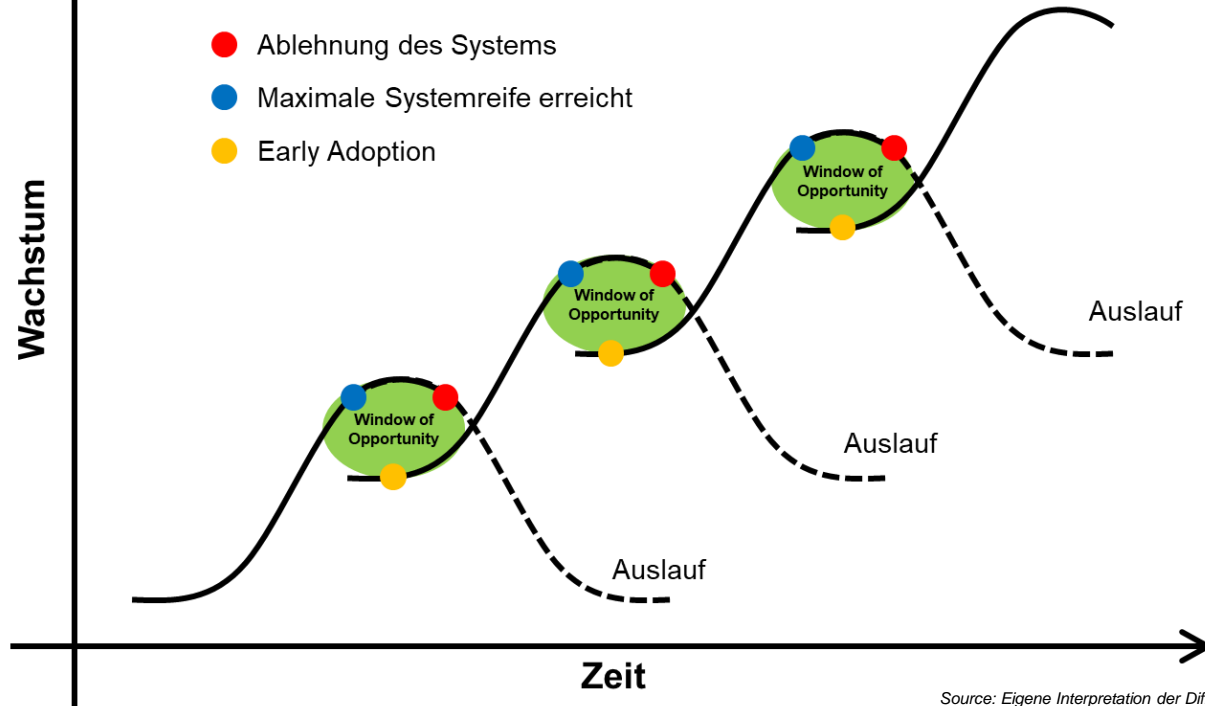 Ablehnung des Systems
Maximale Systemreife erreicht
Early Adoption
Wachstum
Window of
Opportunity
Window of
Opportunity
Window of
Opportunity
Auslauf
Auslauf
Auslauf
Zeit
Source: Eigene Interpretation der